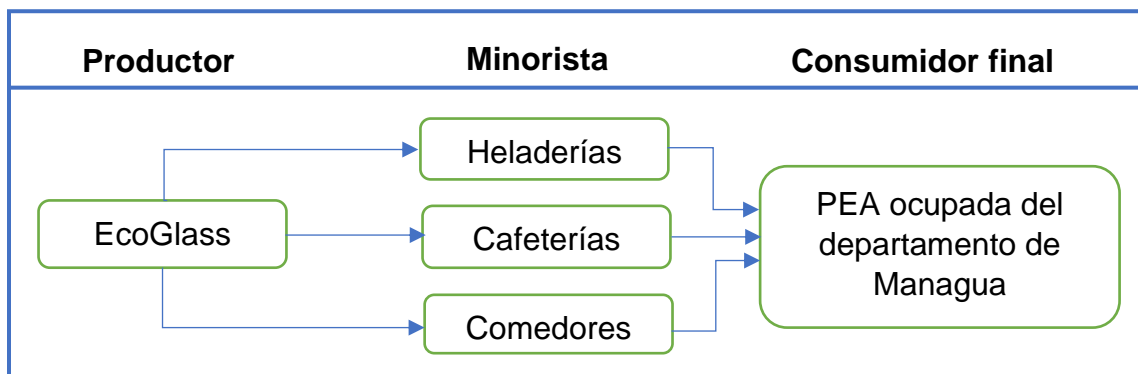 Productor
Minorista
Consumidor final
EcoGlass
Heladerías
Cafeterías
Comedores
PEA ocupada del
departamento de
Managua